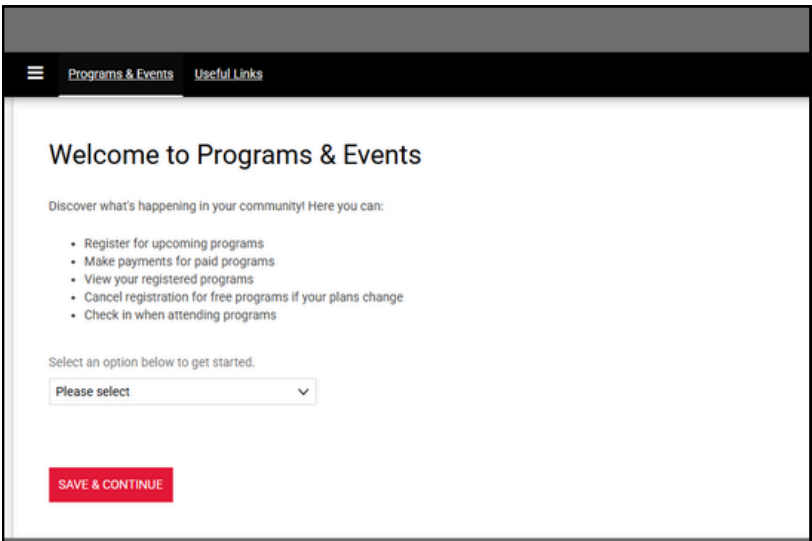 Programs & Events Useful Links
Welcome to Programs & Events
Discover what's happening in your community! Here you can:
• Register for upcoming programs
• Make payments for paid programs
• View your registered programs
• Cancel registration for free programs if your plans change
• Check in when attending programs
Select an option below to get started.
Please select
SAVE & CONTINUE